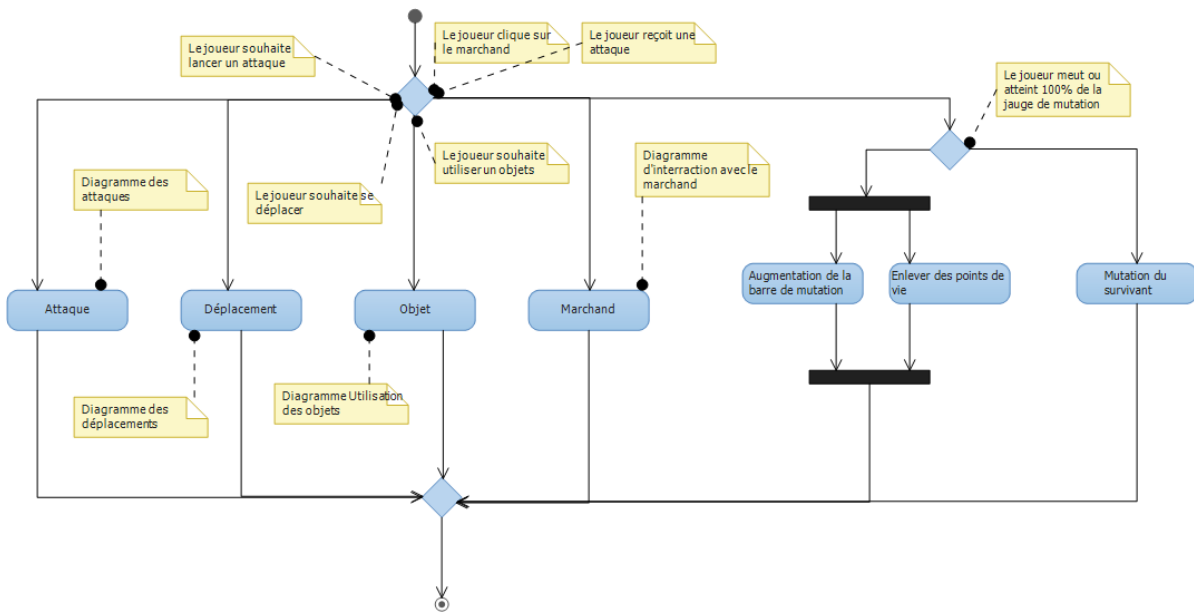 Le joueur souhaite
lancer un attaque
Le joueur clique sur
le marchand
Le joueur reçoit une
attaque
Le joueur meut ou
atteint 100% de la
jauge de mutation
Diagramme des
attaques
Le joueur souhaite se
déplacer
Le joueur souhaite
utiliser un objets
Diagramme
d'interraction avec le
marchand
Attaque
Déplacement
Objet
Marchand
Augmentation de la
barre de mutation
Enlever des points de
vie
Mutation du
survivant
Diagramme des
déplacements
Diagramme Utilisation
des objets